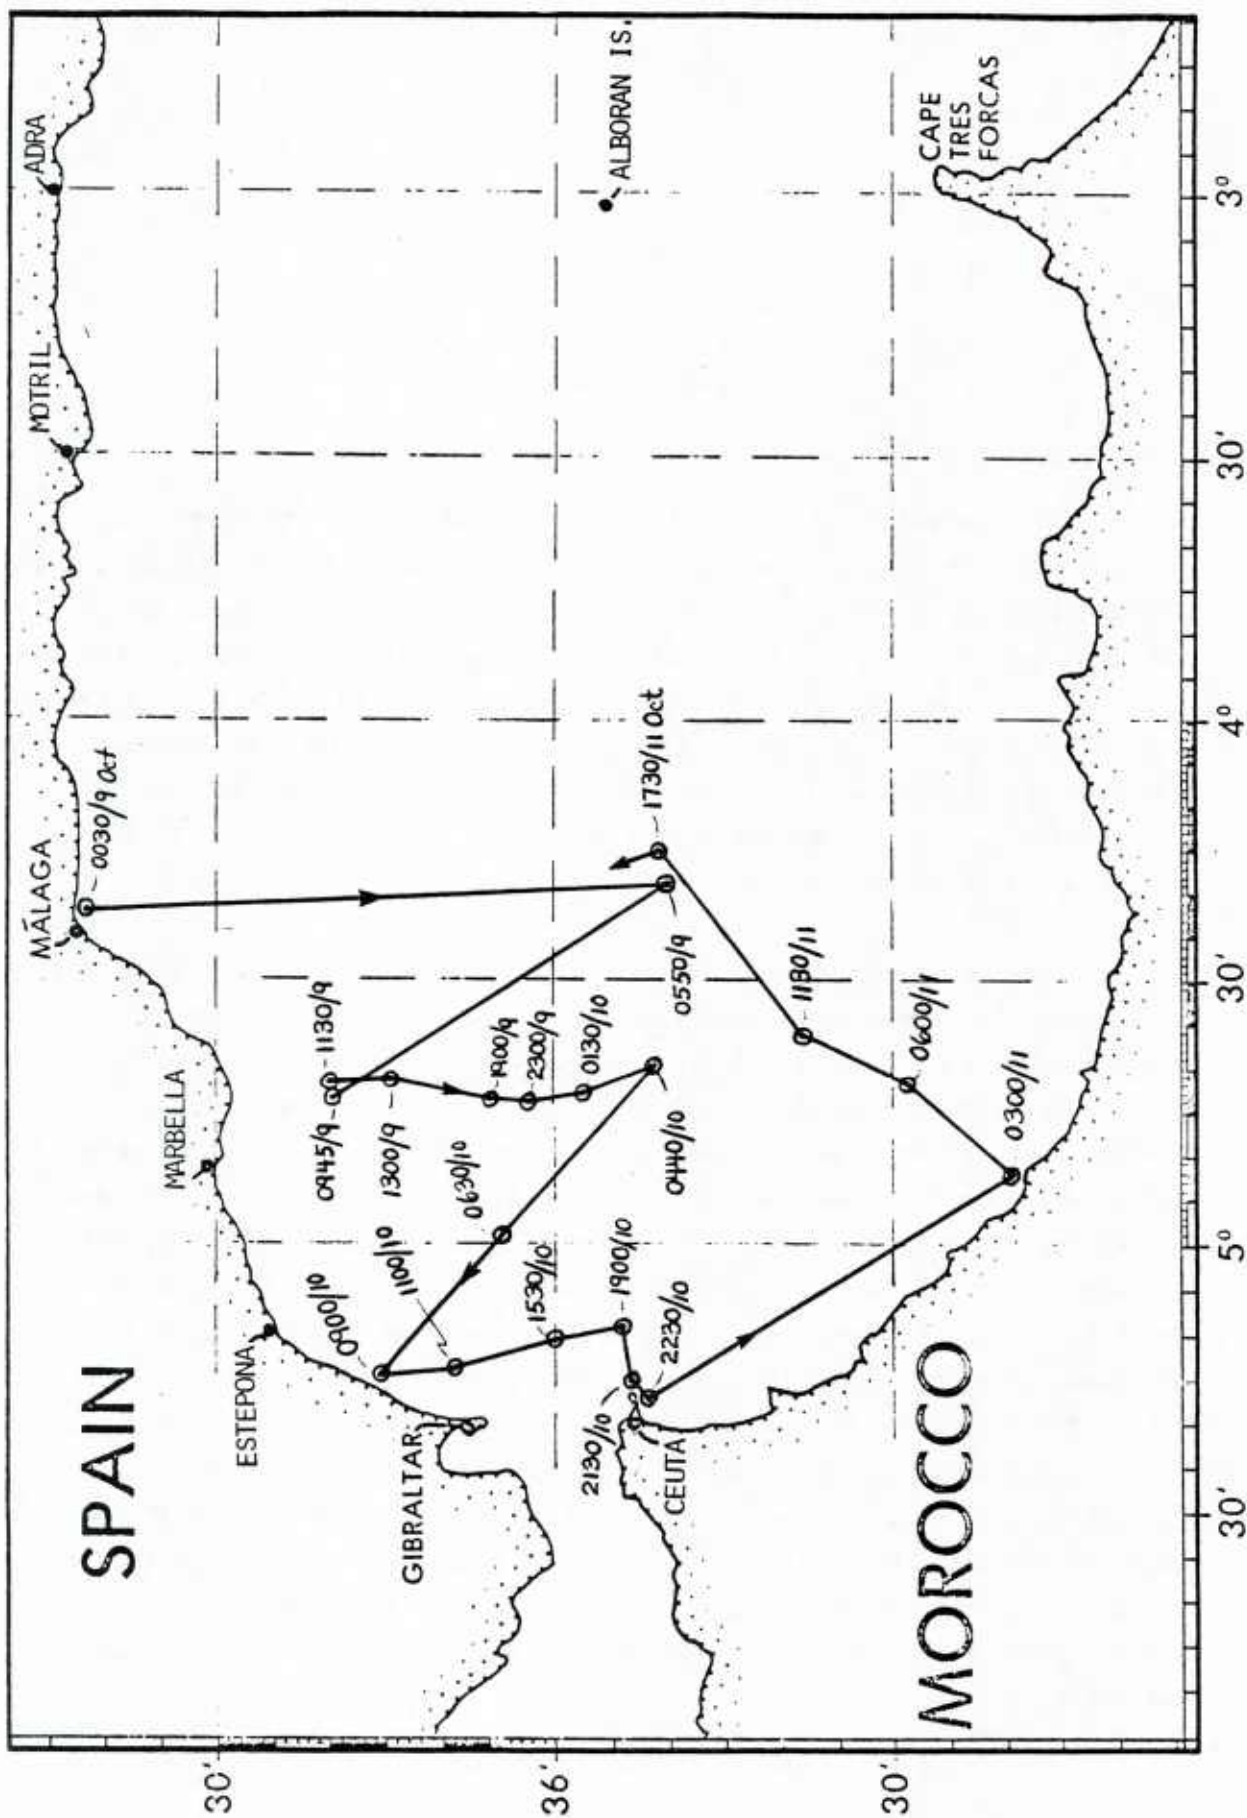 SPAIN
MOROCCO
MÁLAGA
MOTRIL
ADRA
MARBELLA
ESTEPONA
GIBRALTAR
CEUTA
ALBORAN IS.
CAPE
TRES
FORCAS
0030/9 Oct
0550/9
0945/9
1130/9
1300/9
1900/9
2300/9
0130/10
0440/10
0630/10
0900/10
1100/10
1530/10
1900/10
2130/10
2230/10
0300/11
0600/11
1130/11
1730/11 Oct
30'
36°
30'
30'
5°
30'
4°
30'
3°